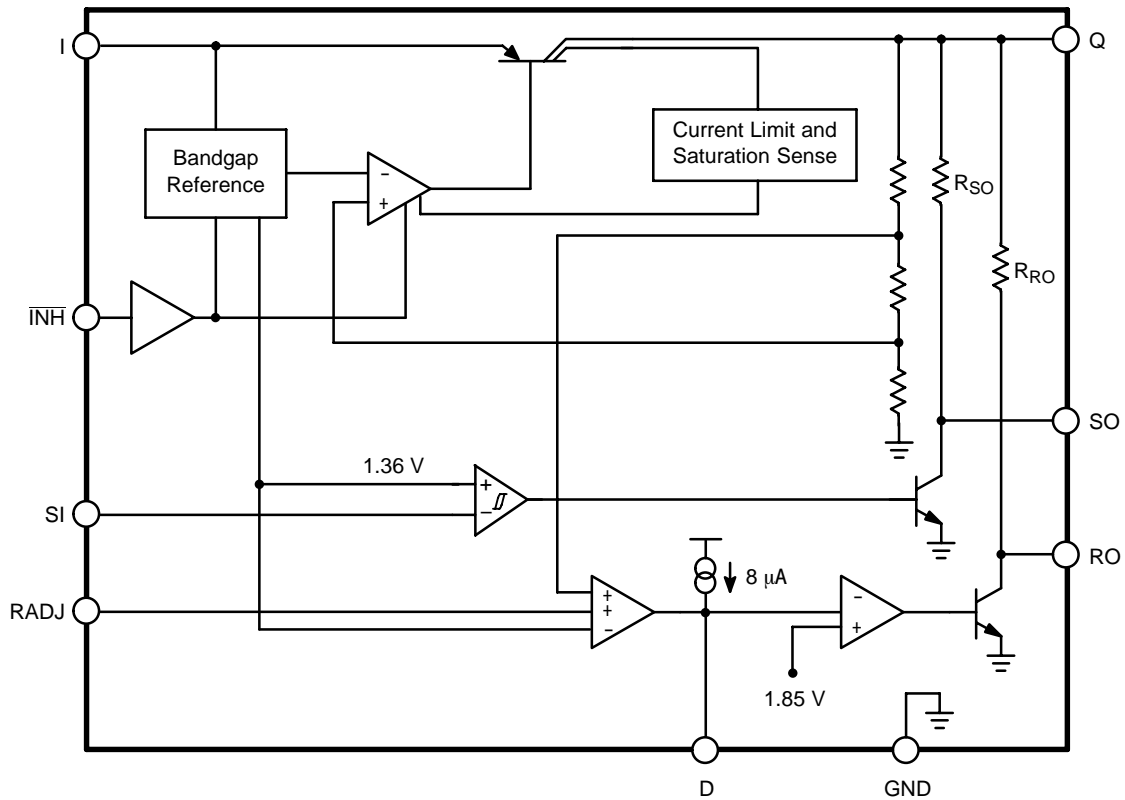 I
Q
Bandgap
Reference
−
+
Current Limit and
Saturation Sense
R_SO
R_RO
I̅N̅H̅
SO
1.36 V
+
−
SI
RO
8 μA
RADJ
+
+
−
−
+
1.85 V
D
GND